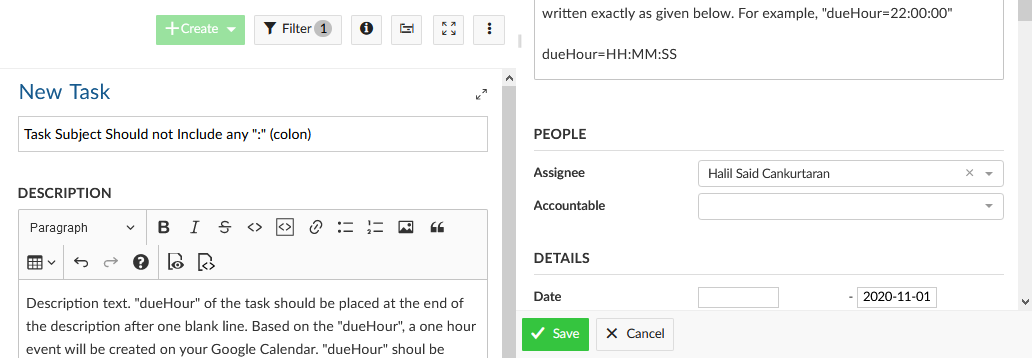 +Create
Filter 1
New Task
Task Subject Should not Include any ":" (colon)
DESCRIPTION
Paragraph
Description text. "dueHour" of the task should be placed at the end of
the description after one blank line. Based on the "dueHour", a one hour
event will be created on your Google Calendar. "dueHour" shoul be
written exactly as given below. For example, "dueHour=22:00:00"
dueHour=HH:MM:SS
PEOPLE
Assignee Halil Said Cankurtaran
Accountable
DETAILS
Date - 2020-11-01
Save Cancel